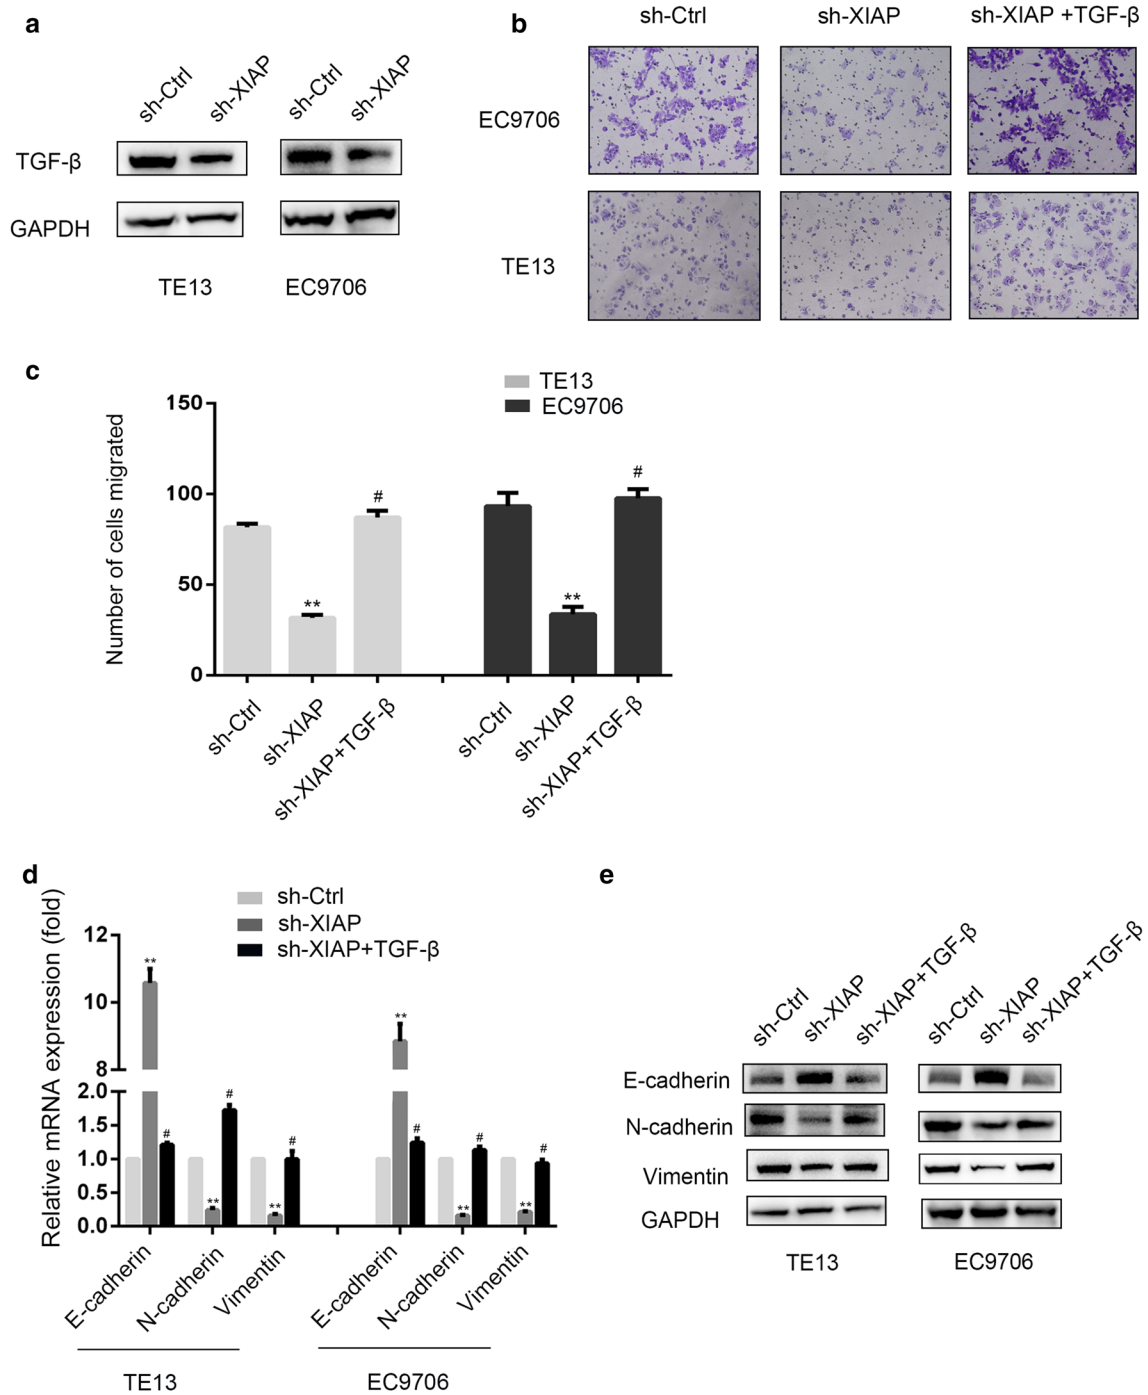 a
sh-Ctrl sh-XIAP sh-Ctrl sh-XIAP
TGF-β
GAPDH
TE13 EC9706
b
sh-Ctrl sh-XIAP sh-XIAP +TGF-β
EC9706
TE13
c
TE13
EC9706
Number of cells migrated
150
100
50
0
** # ** #
sh-Ctrl sh-XIAP sh-XIAP+TGF-β sh-Ctrl sh-XIAP sh-XIAP+TGF-β
d
sh-Ctrl
sh-XIAP
sh-XIAP+TGF-β
Relative mRNA expression (fold)
12
10
8
2.0
1.5
1.0
0.5
0.0
** # ** # ** # ** # ** # ** #
E-cadherin N-cadherin Vimentin E-cadherin N-cadherin Vimentin
TE13 EC9706
e
sh-Ctrl sh-XIAP sh-XIAP+TGF-β sh-Ctrl sh-XIAP sh-XIAP+TGF-β
E-cadherin
N-cadherin
Vimentin
GAPDH
TE13 EC9706